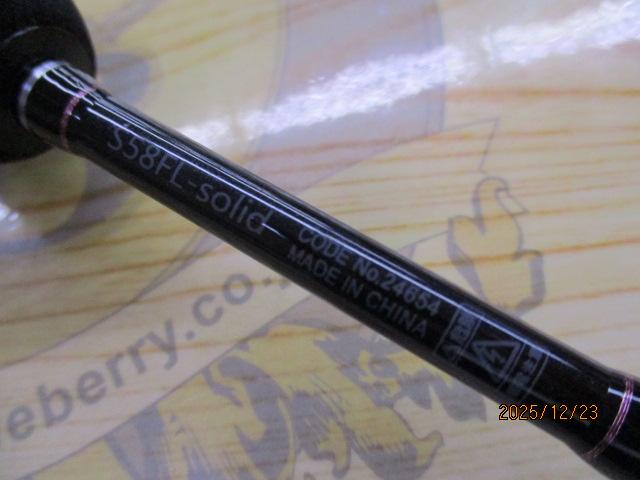 S58FL-solid
CODE No.24654
MADE IN CHINA
eberry.co.
2025/12/23